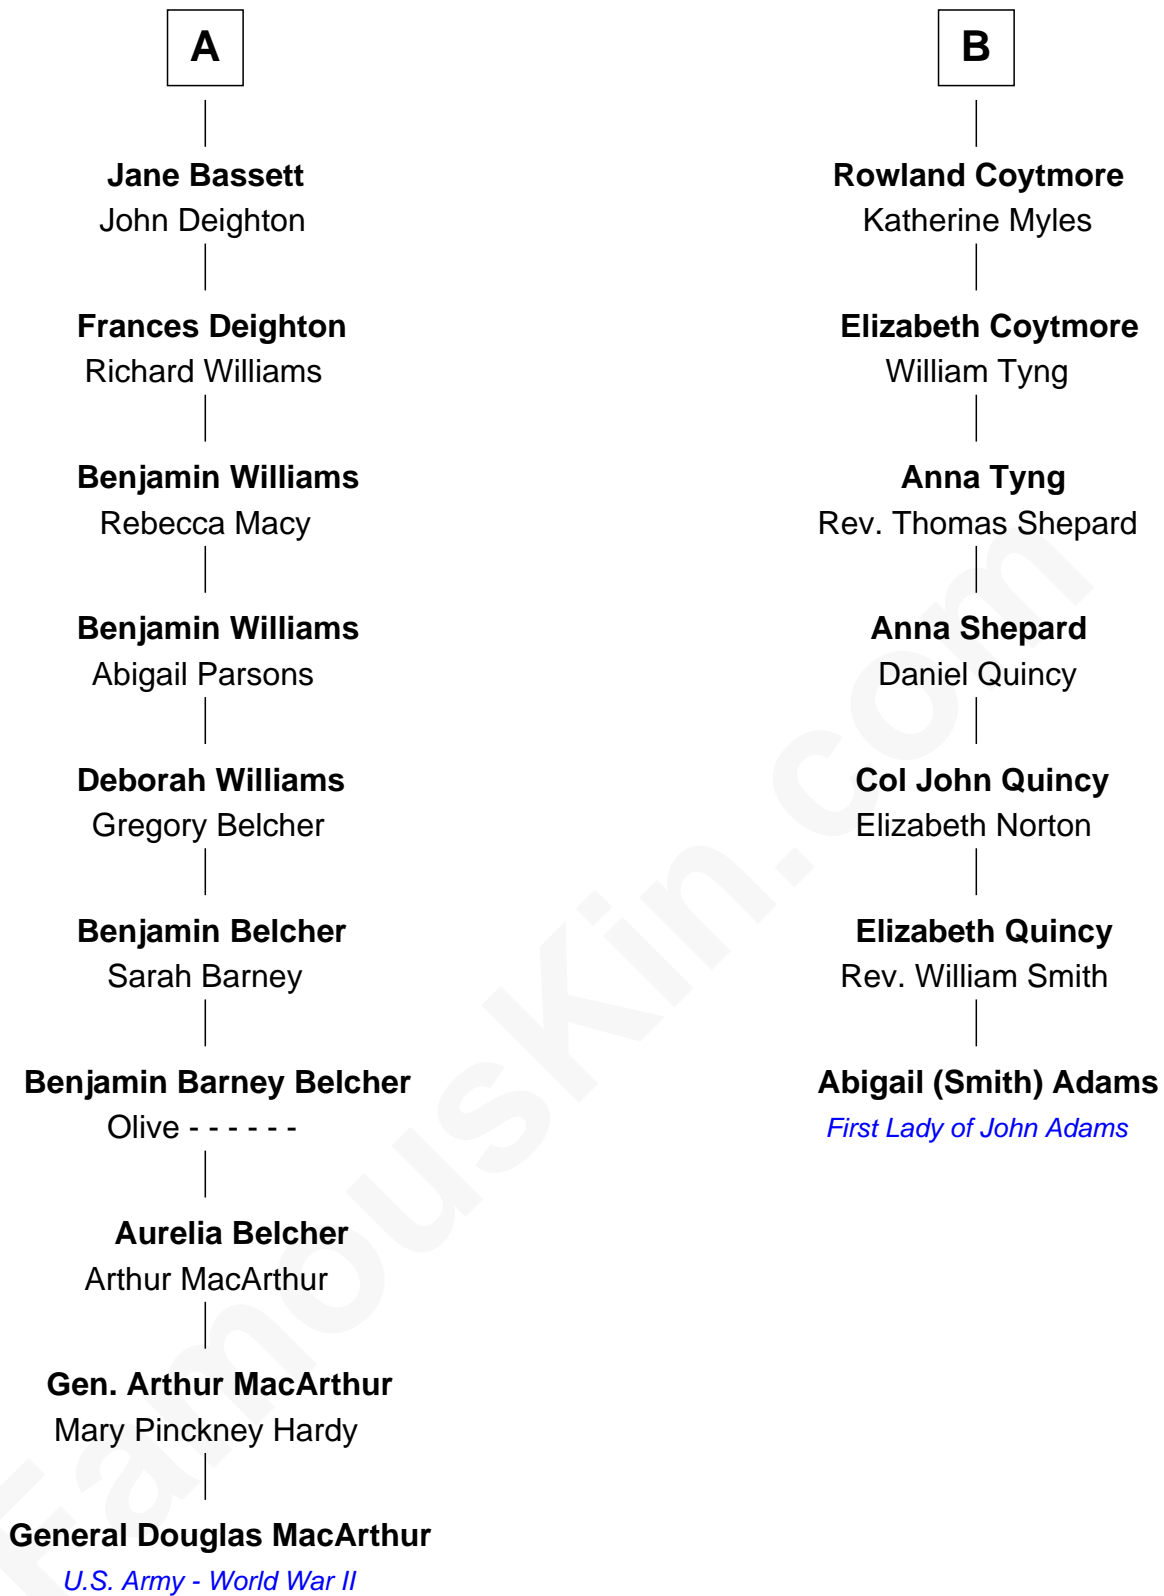 A
Jane Bassett
John Deighton
Frances Deighton
Richard Williams
Benjamin Williams
Rebecca Macy
Benjamin Williams
Abigail Parsons
Deborah Williams
Gregory Belcher
Benjamin Belcher
Sarah Barney
Benjamin Barney Belcher
Olive - - - - - -
Aurelia Belcher
Arthur MacArthur
Gen. Arthur MacArthur
Mary Pinckney Hardy
General Douglas MacArthur
U.S. Army - World War II
B
Rowland Coytmore
Katherine Myles
Elizabeth Coytmore
William Tyng
Anna Tyng
Rev. Thomas Shepard
Anna Shepard
Daniel Quincy
Col John Quincy
Elizabeth Norton
Elizabeth Quincy
Rev. William Smith
Abigail (Smith) Adams
First Lady of John Adams
FamousKin.com